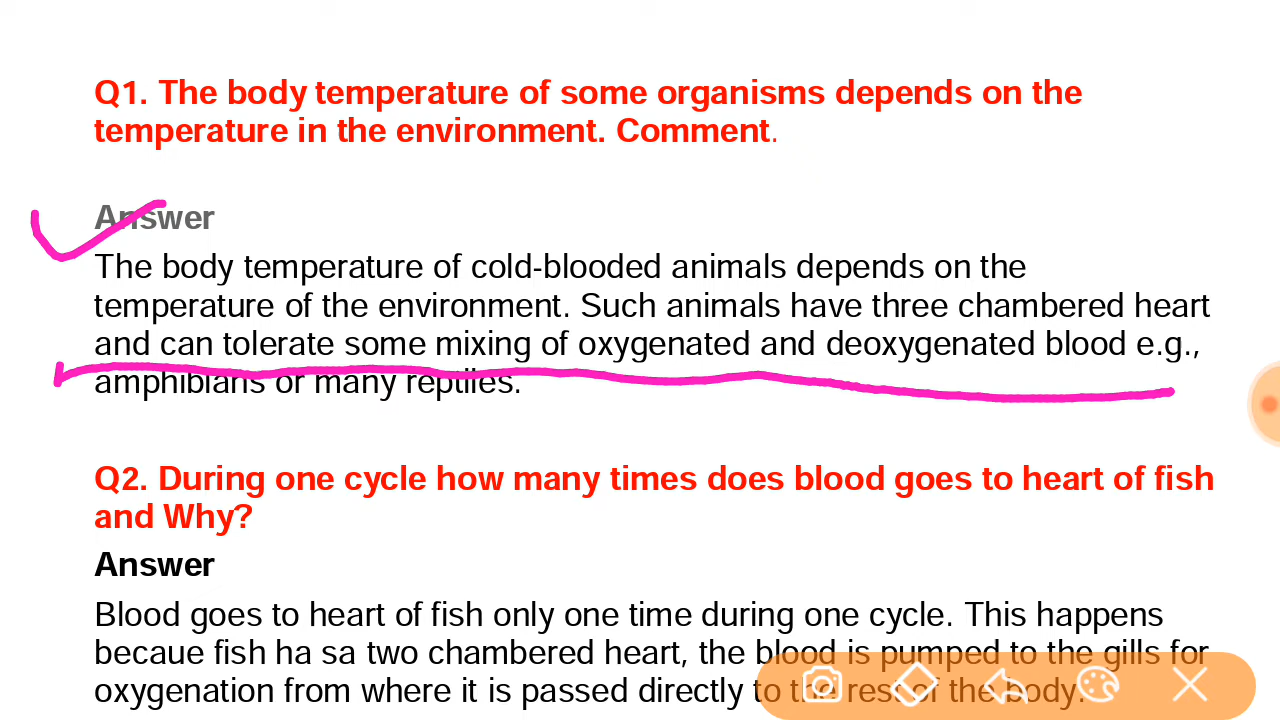 Q1. The body temperature of some organisms depends on the
temperature in the environment. Comment.
Answer
The body temperature of cold-blooded animals depends on the
temperature of the environment. Such animals have three chambered heart
and can tolerate some mixing of oxygenated and deoxygenated blood e.g.,
amphibians or many reptiles.
Q2. During one cycle how many times does blood goes to heart of fish
and Why?
Answer
Blood goes to heart of fish only one time during one cycle. This happens
becaue fish ha sa two chambered heart, the blood is pumped to the gills for
oxygenation from where it is passed directly to the rest of the body.